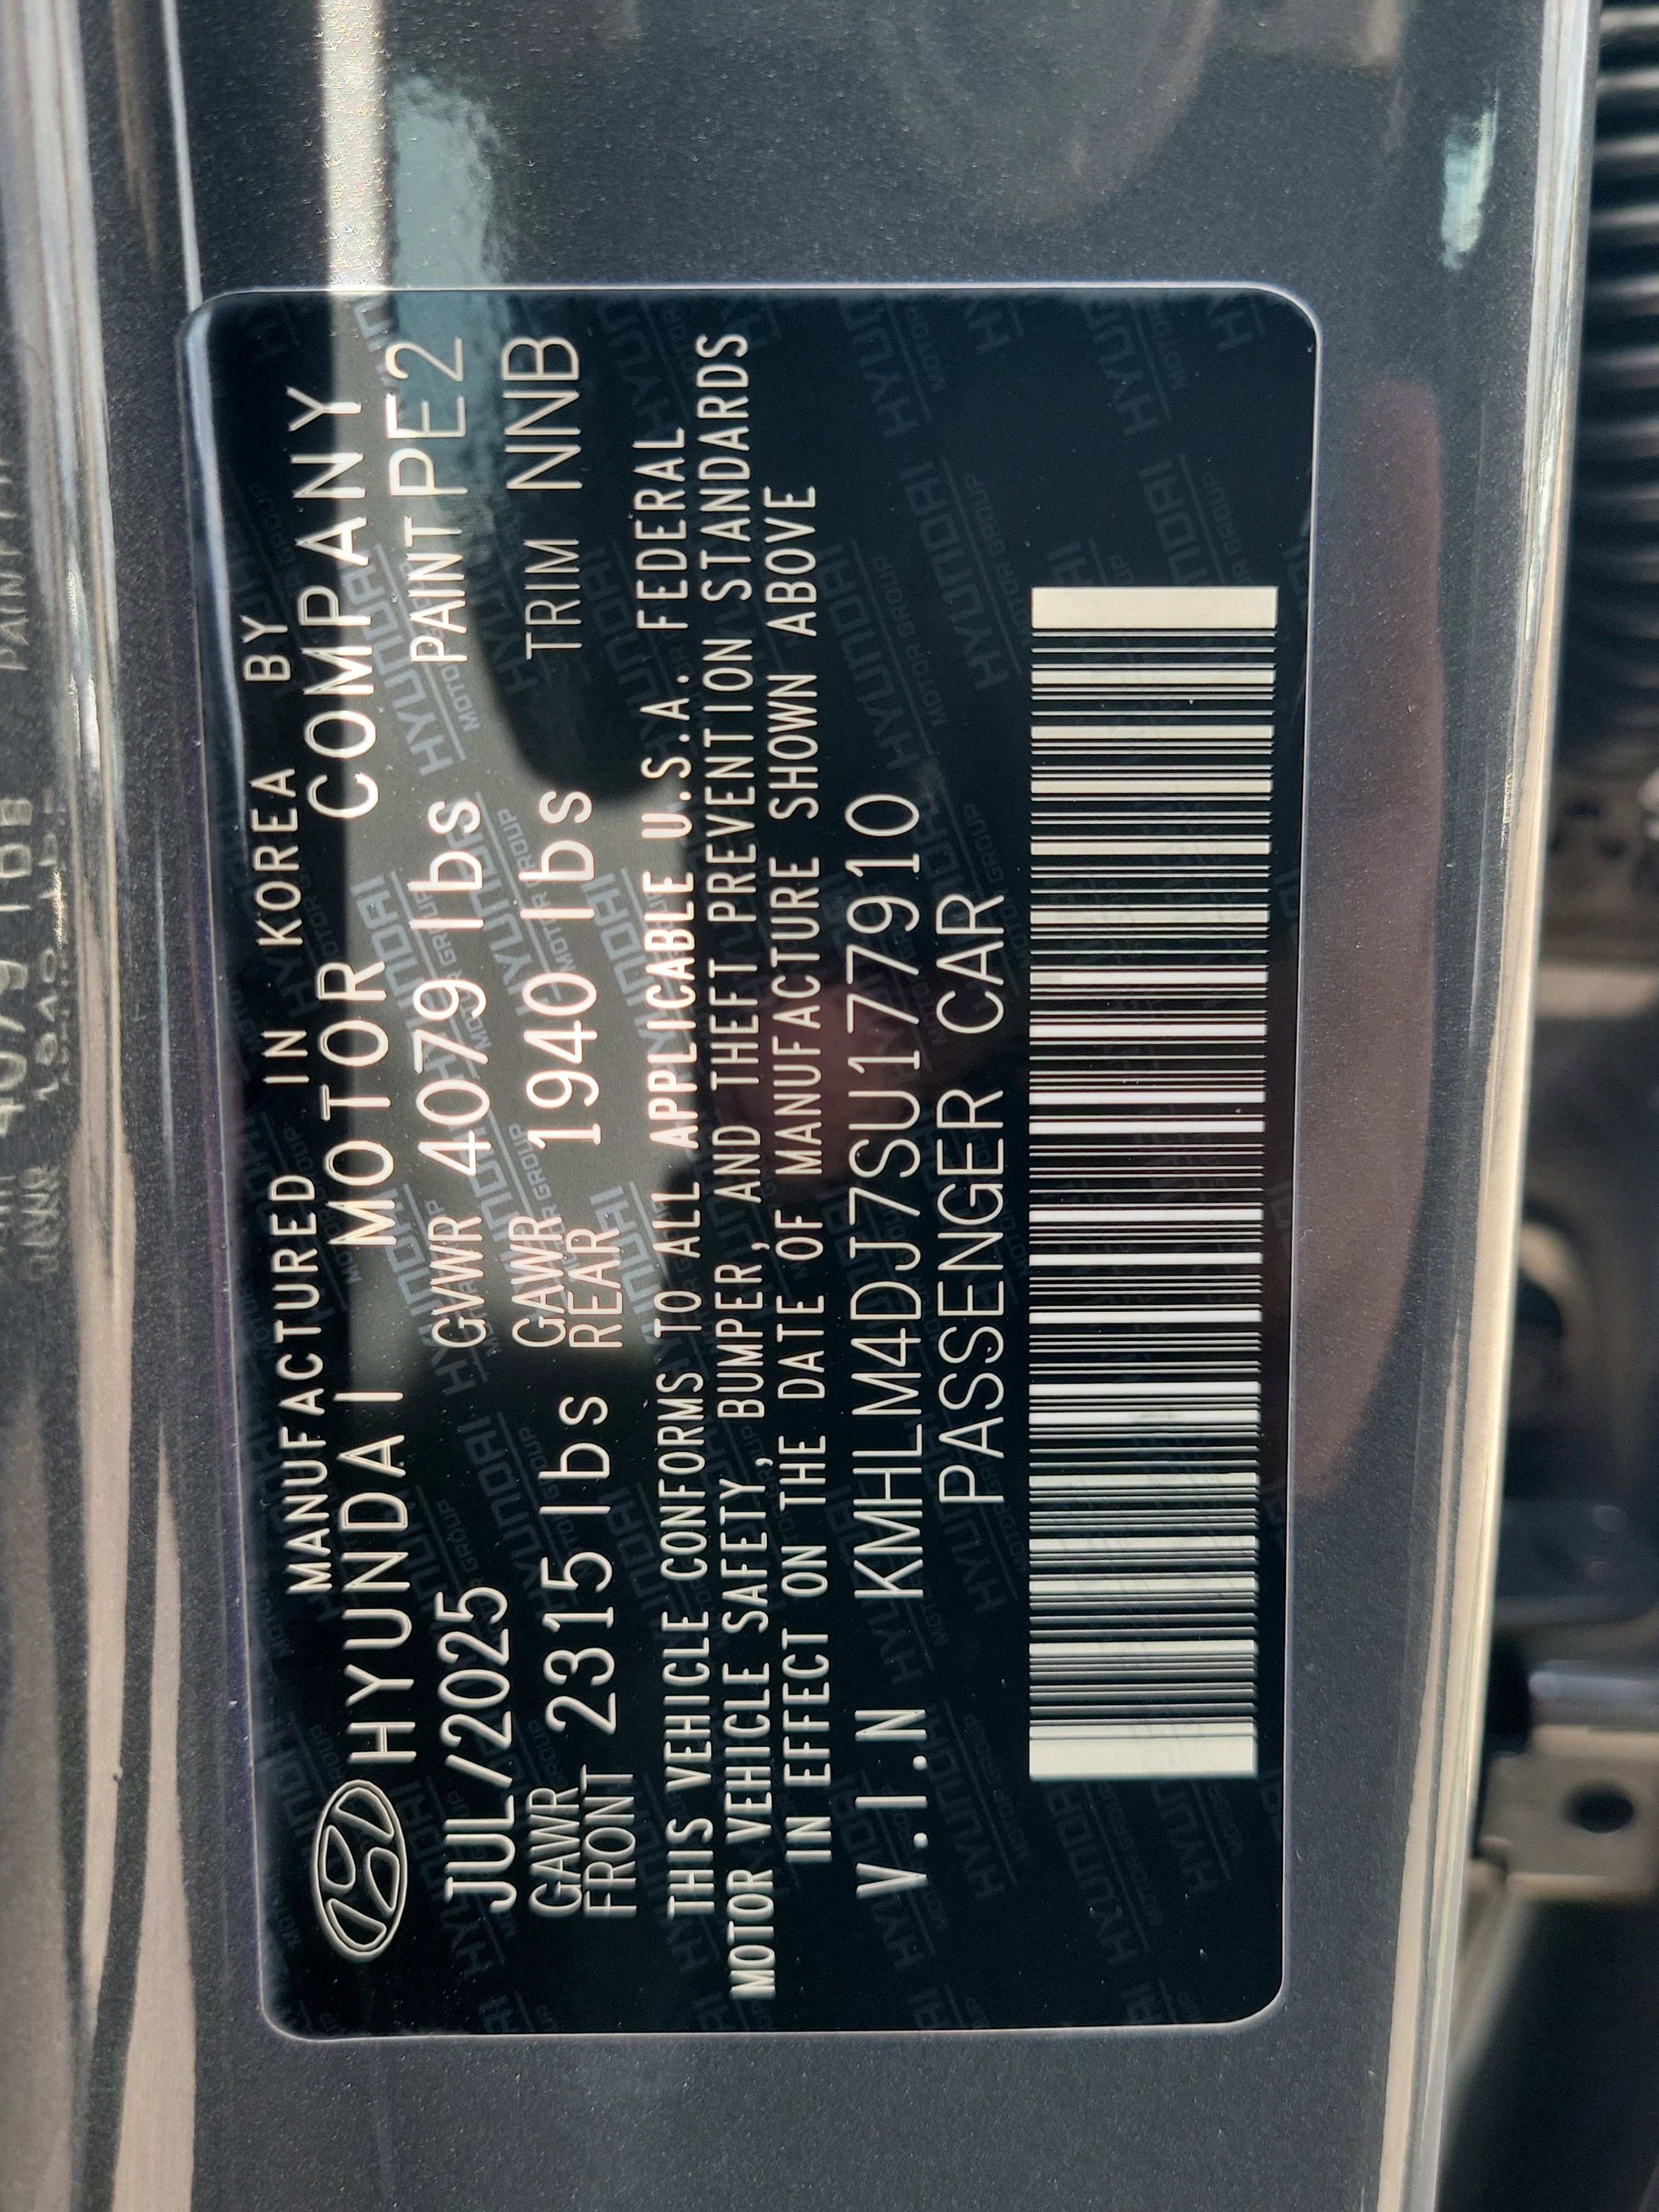 MANUFACTURED IN KOREA BY
HYUNDAI MOTOR COMPANY
JUL/2025 GVWR 4079 lbs PAINT PE2
GAWR FRONT 2315 lbs GAWR REAR 1940 lbs TRIM NNB
THIS VEHICLE CONFORMS TO ALL APPLICABLE U.S.A. FEDERAL
MOTOR VEHICLE SAFETY, BUMPER, AND THEFT PREVENTION STANDARDS
IN EFFECT ON THE DATE OF MANUFACTURE SHOWN ABOVE
V.I.N KMHLM4DJ7SU177910
PASSENGER CAR